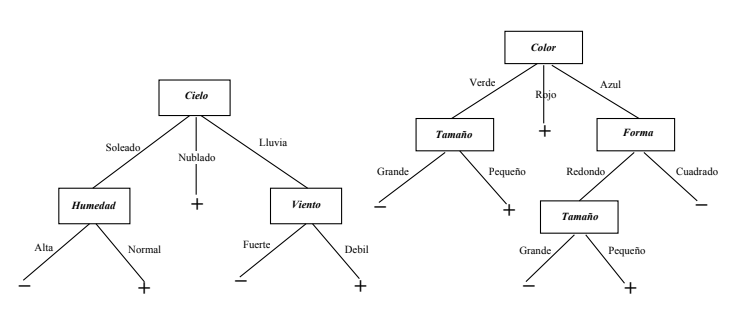 Cielo
Soleado
Nublado
Lluvia
Humedad
Viento
Alta
Normal
Fuerte
Debil
−
+
+
−
+
Color
Verde
Rojo
Azul
Tamaño
+
Forma
Grande
Pequeño
Redondo
Cuadrado
−
+
Tamaño
−
Grande
Pequeño
−
+